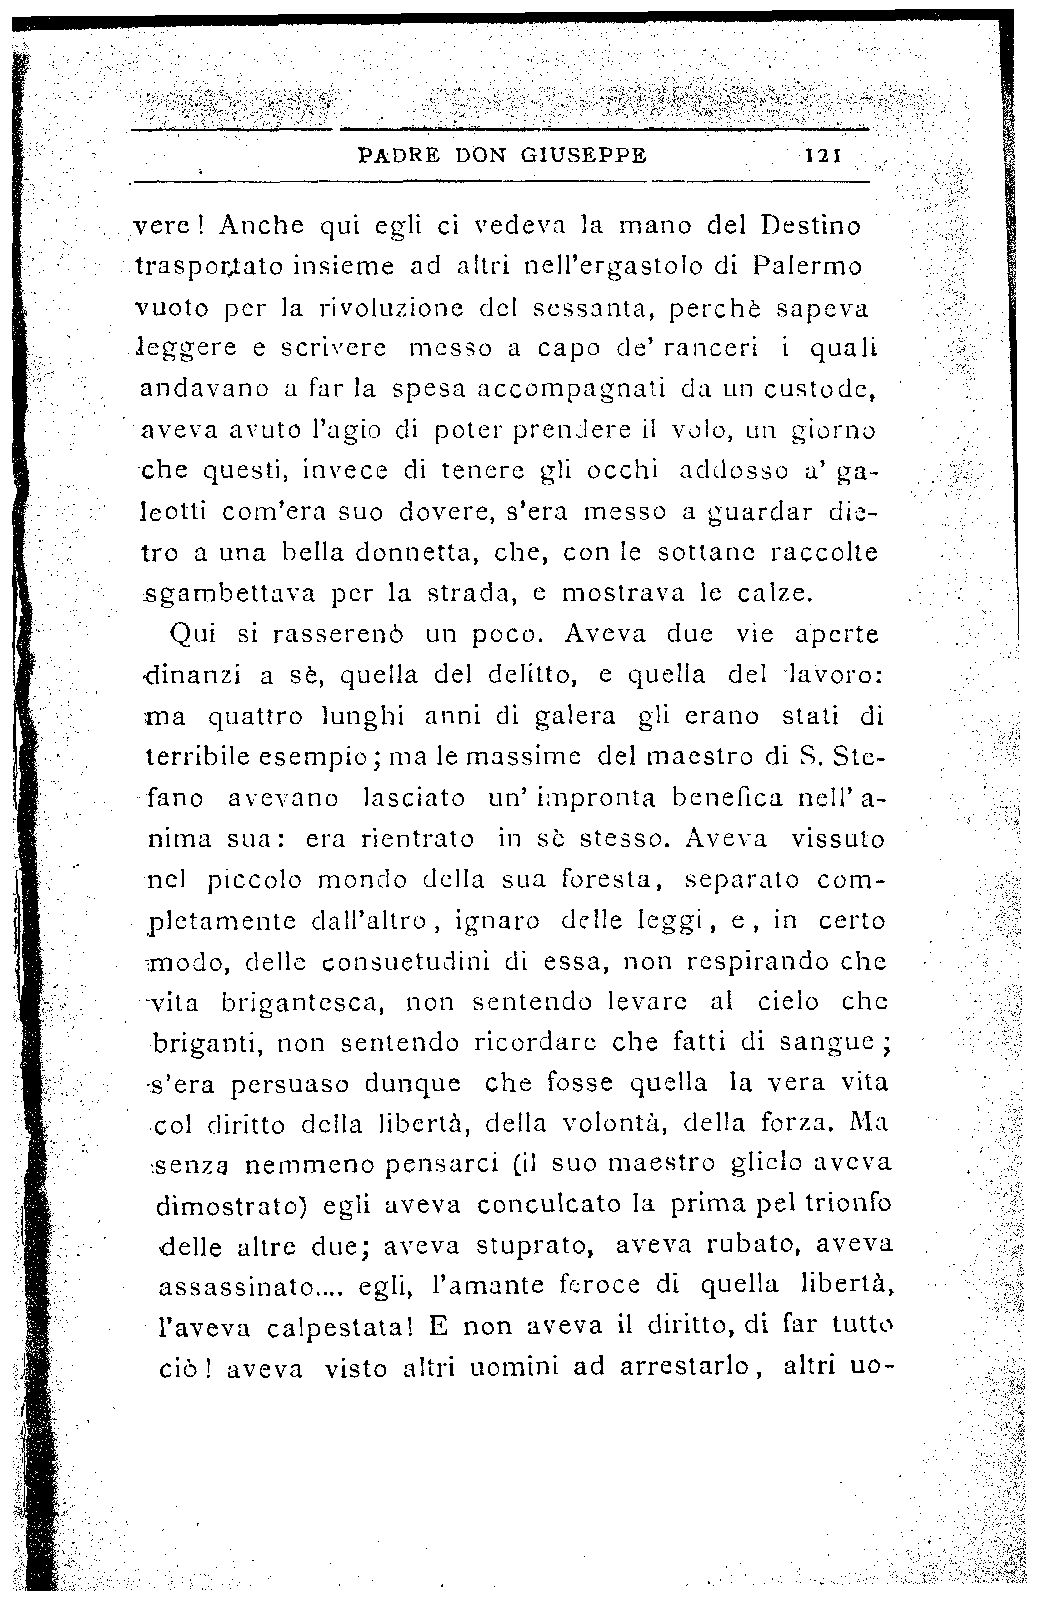 PADRE DON GIUSEPPE 121
vere! Anche qui egli ci vedeva la mano del Destino
trasportato insieme ad altri nell'ergastolo di Palermo
vuoto per la rivoluzione del sessanta, perchè sapeva
leggere e scrivere messo a capo de' ranceri i quali
andavano a far la spesa accompagnati da un custode,
aveva avuto l'agio di poter prendere il volo, un giorno
che questi, invece di tenere gli occhi addosso a' ga-
leotti com'era suo dovere, s'era messo a guardar die-
tro a una bella donnetta, che, con le sottane raccolte
sgambettava per la strada, e mostrava le calze.
Qui si rasserenò un poco. Aveva due vie aperte
dinanzi a sè, quella del delitto, e quella del lavoro:
ma quattro lunghi anni di galera gli erano stati di
terribile esempio; ma le massime del maestro di S. Ste-
fano avevano lasciato un' impronta benefica nell' a-
nima sua: era rientrato in sè stesso. Aveva vissuto
nel piccolo mondo della sua foresta, separato com-
pletamente dall'altro, ignaro delle leggi, e, in certo
modo, delle consuetudini di essa, non respirando che
vita brigantesca, non sentendo levare al cielo che
briganti, non sentendo ricordare che fatti di sangue;
s'era persuaso dunque che fosse quella la vera vita
col diritto della libertà, della volontà, della forza. Ma
senza nemmeno pensarci (il suo maestro glielo aveva
dimostrato) egli aveva conculcato la prima pel trionfo
delle altre due; aveva stuprato, aveva rubato, aveva
assassinato.... egli, l'amante feroce di quella libertà,
l'aveva calpestata! E non aveva il diritto, di far tutto
ciò! aveva visto altri uomini ad arrestarlo, altri uo-